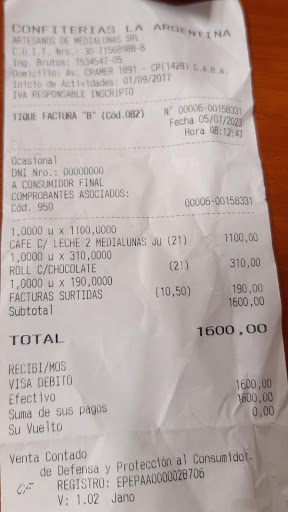 CONFITERIAS LA ARGENTINA
ARTESANOS DE MEDIALUNAS SRL
C.U.I.T. Nro.: 30-71568988-8
Ing. Brutos: 1534547-05
Domicilio: Av. CRAMER 1891 - CP(1428) C.A.B.A.
Inicio de Actividades: 01/09/2017
IVA RESPONSABLE INSCRIPTO
TIQUE FACTURA "B" (Cód.082) N° 00006-00158331
Fecha 05/07/2023
Hora 08:12:47
Ocasional
DNI Nro.: 00000000
A CONSUMIDOR FINAL
COMPROBANTES ASOCIADOS:
Cód. 950 00006-00158331
1,0000 u x 1100,0000
CAFE C/ LECHE 2 MEDIALUNAS Ju (21) 1100,00
1,0000 u x 310,0000
ROLL C/CHOCOLATE (21) 310,00
1,0000 u x 190,0000
FACTURAS SURTIDAS (10,50) 190,00
Subtotal 1600,00
TOTAL 1600,00
RECIBI/MOS
VISA DEBITO 1600,00
Efectivo 1600,00
Suma de sus pagos 0,00
Su Vuelto
Venta Contado
de Defensa y Protección al Consumidor.
CF REGISTRO: EPEPAA0000028706
V: 1.02 Jano